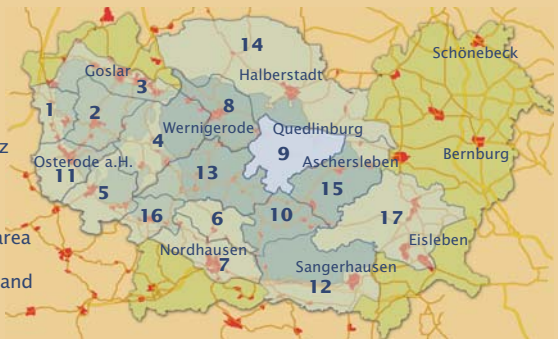 14
Schönebeck
Goslar
Halberstadt
3
1
2
8
4
Wernigerode
Quedlinburg
z
9
Bernburg
Osterode a.H.
Aschersleben
11
13
5
15
16
6
10
17
area
Eisleben
Nordhausen
7
Sangerhausen
and
12